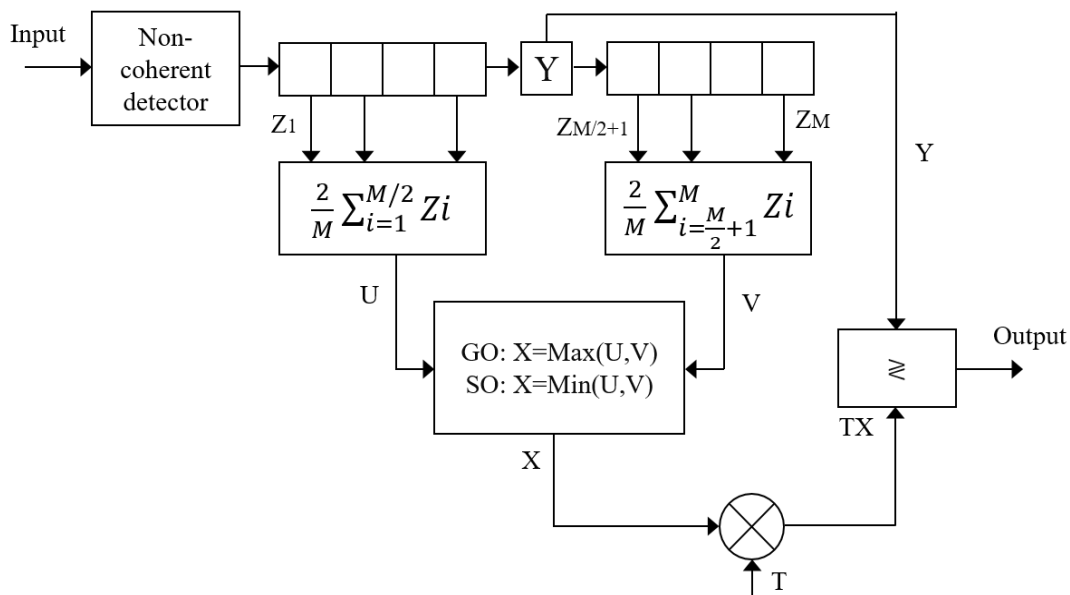 Input
Non-
coherent
detector
Y
Z1
ZM/2+1
ZM
Y
2/M ∑_{i=1}^{M/2} Zi
2/M ∑_{i=M/2+1}^{M} Zi
U
V
GO: X=Max(U,V)
SO: X=Min(U,V)
≷
Output
TX
X
T